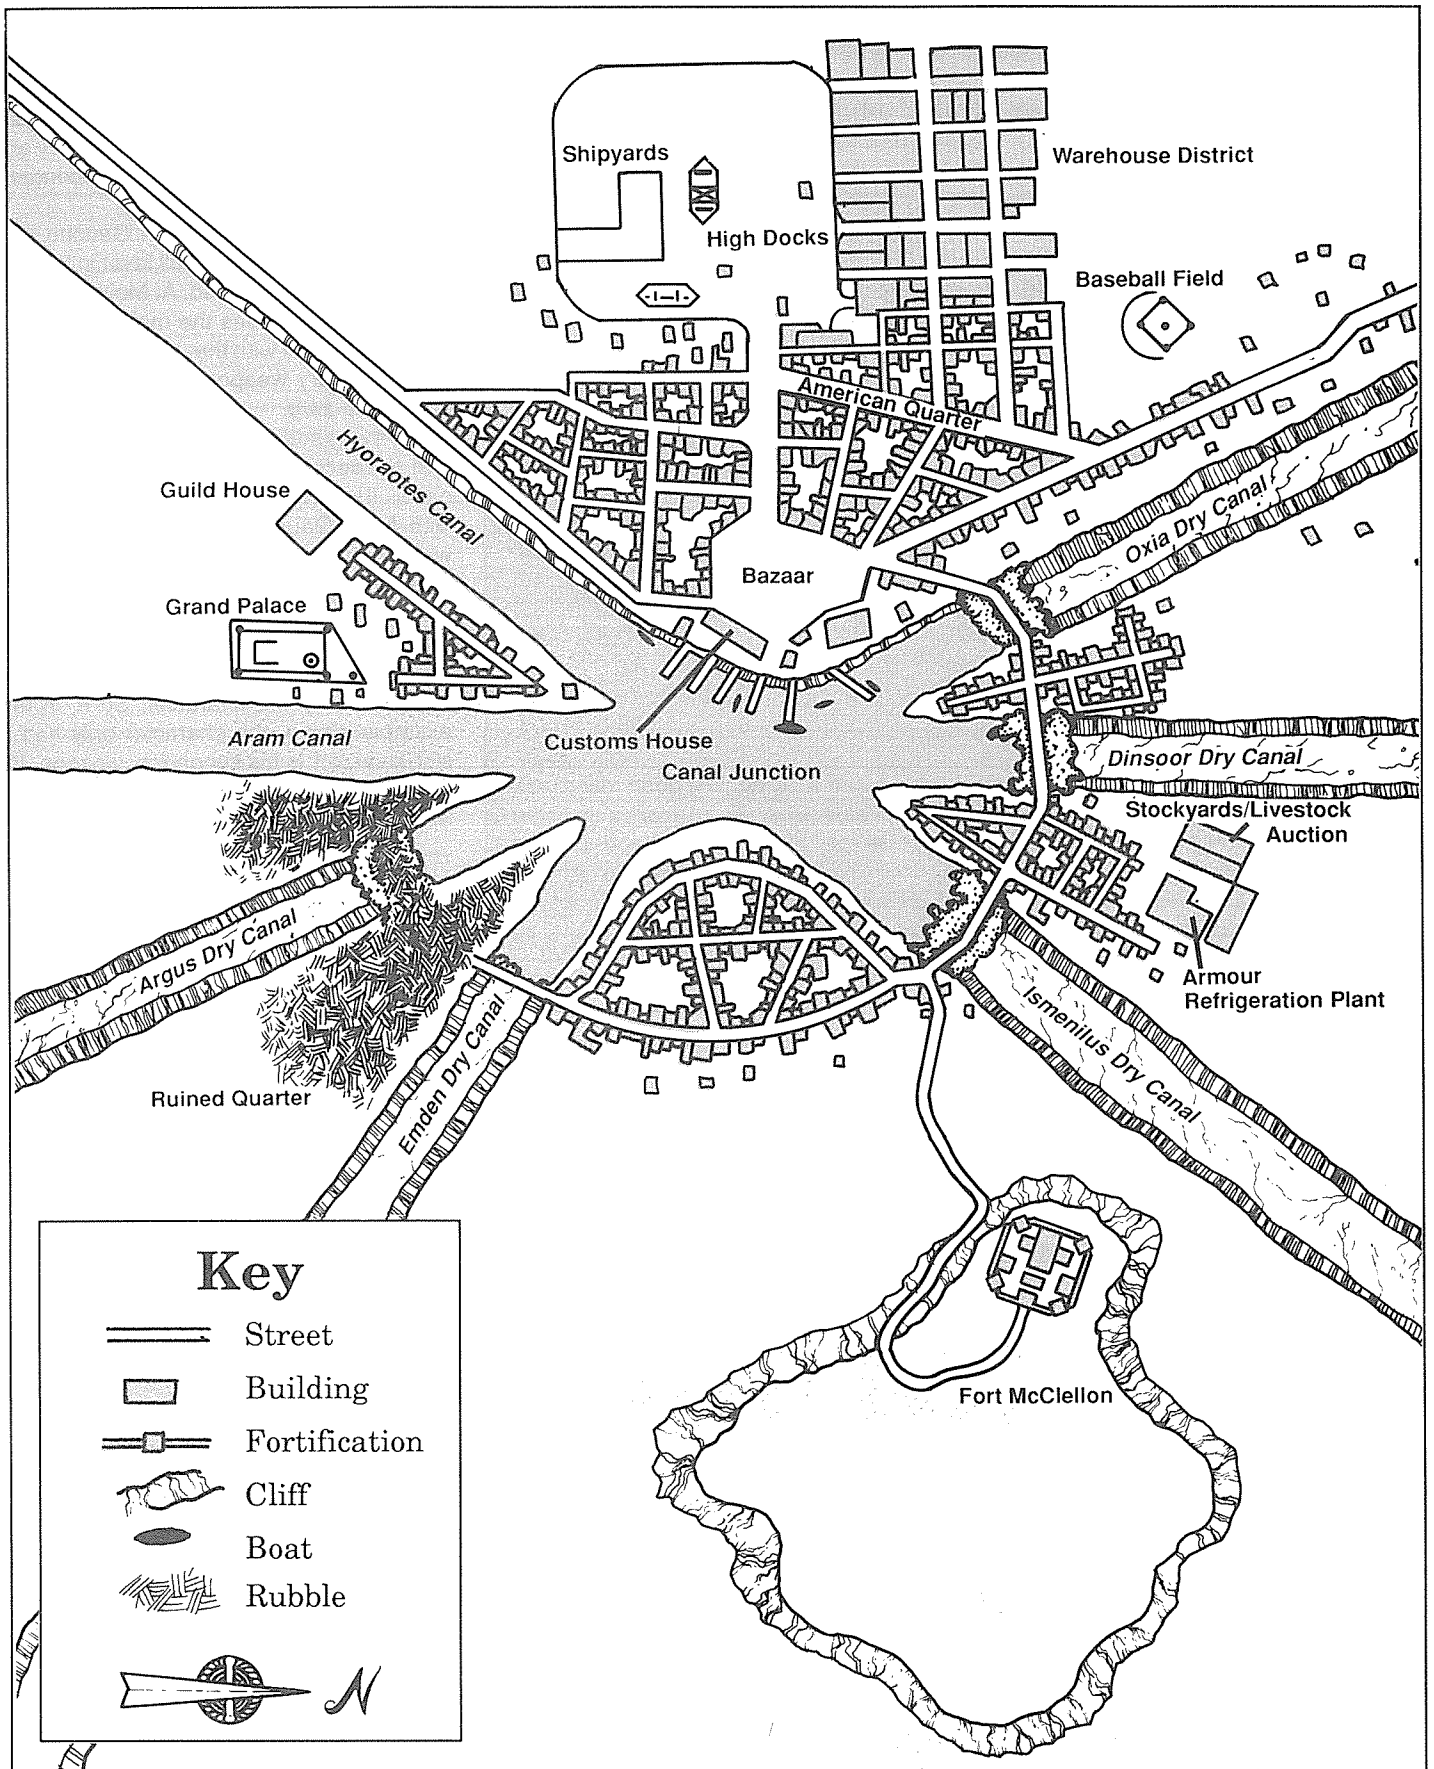 Shipyards
Warehouse District
High Docks
Baseball Field
American Quarter
Hyoraotes Canal
Guild House
Oxia Dry Canal
Bazaar
Grand Palace
Aram Canal
Customs House
Canal Junction
Dinsoor Dry Canal
Stockyards/Livestock
Auction
Argus Dry Canal
Armour
Refrigeration Plant
Ismenilus Dry Canal
Emden Dry Canal
Ruined Quarter
Fort McClellon
Key
Street
Building
Fortification
Cliff
Boat
Rubble
N